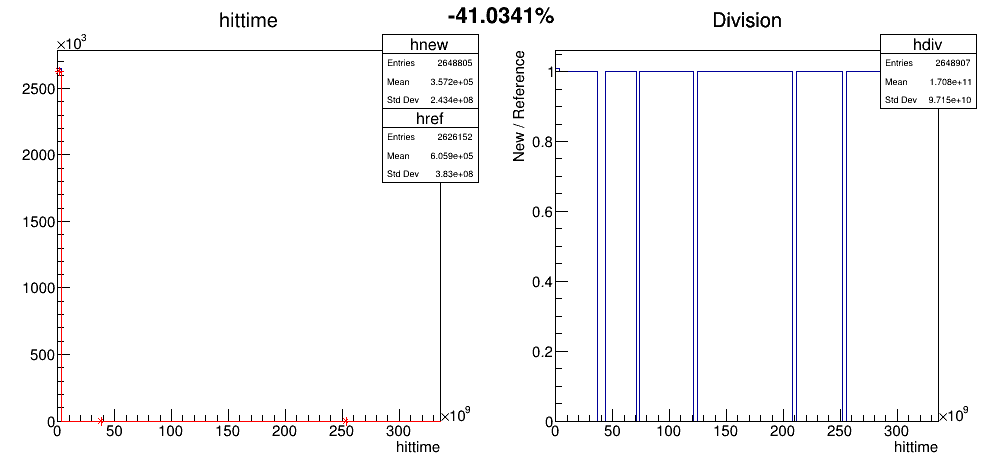 -41.0341%
hittime
×10³
hnew
Entries 2648805
Mean 3.572e+05
Std Dev 2.434e+08
href
Entries 2626152
Mean 6.059e+05
Std Dev 3.83e+08
2500
2000
1500
1000
500
0
0 50 100 150 200 250 300
×10⁹
hittime
Division
hdiv
Entries 2648907
Mean 1.708e+11
Std Dev 9.715e+10
New / Reference
1
0.8
0.6
0.4
0.2
0
0 50 100 150 200 250 300
×10⁹
hittime